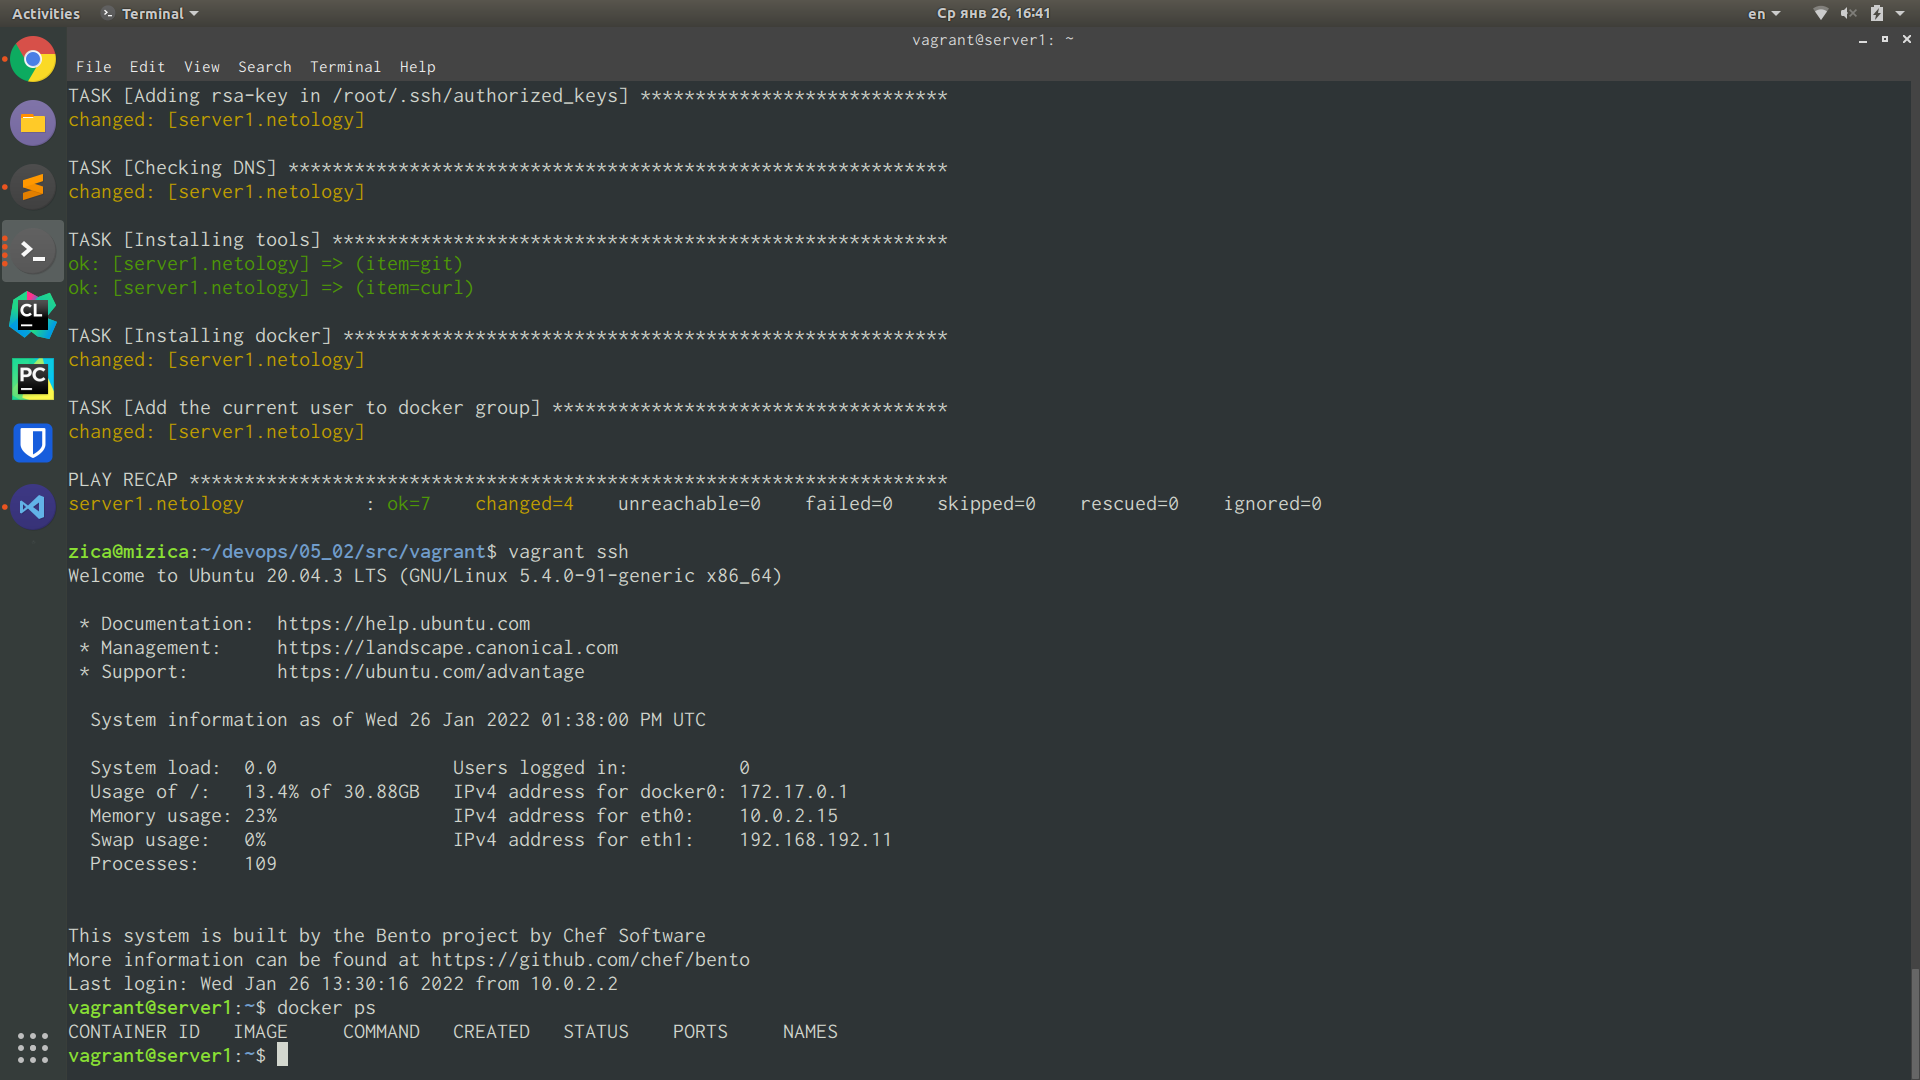 Activities Terminal Ср янв 26, 16:41 en
vagrant@server1: ~
File Edit View Search Terminal Help
TASK [Adding rsa-key in /root/.ssh/authorized_keys] ****************************
changed: [server1.netology]
TASK [Checking DNS] ************************************************************
changed: [server1.netology]
TASK [Installing tools] ********************************************************
ok: [server1.netology] => (item=git)
ok: [server1.netology] => (item=curl)
TASK [Installing docker] *******************************************************
changed: [server1.netology]
TASK [Add the current user to docker group] ************************************
changed: [server1.netology]
PLAY RECAP *********************************************************************
server1.netology           : ok=7    changed=4    unreachable=0    failed=0    skipped=0    rescued=0    ignored=0
zica@mizica:~/devops/05_02/src/vagrant$ vagrant ssh
Welcome to Ubuntu 20.04.3 LTS (GNU/Linux 5.4.0-91-generic x86_64)
* Documentation:  https://help.ubuntu.com
* Management:     https://landscape.canonical.com
* Support:        https://ubuntu.com/advantage
System information as of Wed 26 Jan 2022 01:38:00 PM UTC
System load:  0.0                Users logged in:          0
Usage of /:   13.4% of 30.88GB   IPv4 address for docker0: 172.17.0.1
Memory usage: 23%                IPv4 address for eth0:    10.0.2.15
Swap usage:   0%                 IPv4 address for eth1:    192.168.192.11
Processes:    109
This system is built by the Bento project by Chef Software
More information can be found at https://github.com/chef/bento
Last login: Wed Jan 26 13:30:16 2022 from 10.0.2.2
vagrant@server1:~$ docker ps
CONTAINER ID   IMAGE     COMMAND   CREATED   STATUS    PORTS     NAMES
vagrant@server1:~$
CL
PC